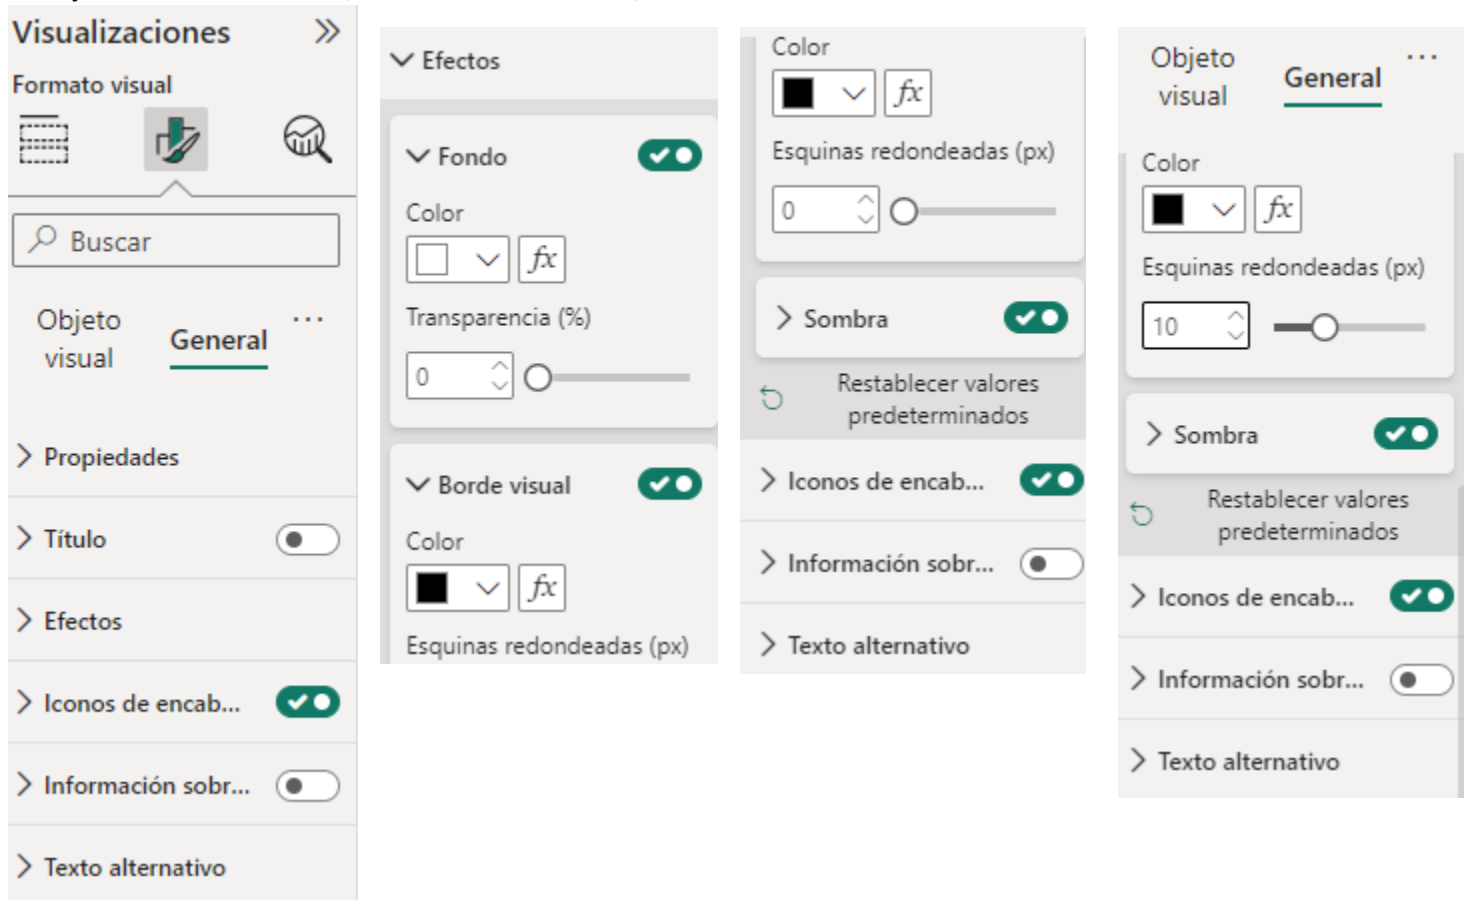 Visualizaciones
Formato visual
Buscar
Objeto
visual
General
...
Propiedades
Título
Efectos
Iconos de encab...
Información sobr...
Texto alternativo
Efectos
Fondo
Color
fx
Transparencia (%)
0
Borde visual
Color
fx
Esquinas redondeadas (px)
Color
fx
Esquinas redondeadas (px)
0
Sombra
Restablecer valores
predeterminados
Iconos de encab...
Información sobr...
Texto alternativo
Objeto
visual
General
...
Color
fx
Esquinas redondeadas (px)
10
Sombra
Restablecer valores
predeterminados
Iconos de encab...
Información sobr...
Texto alternativo